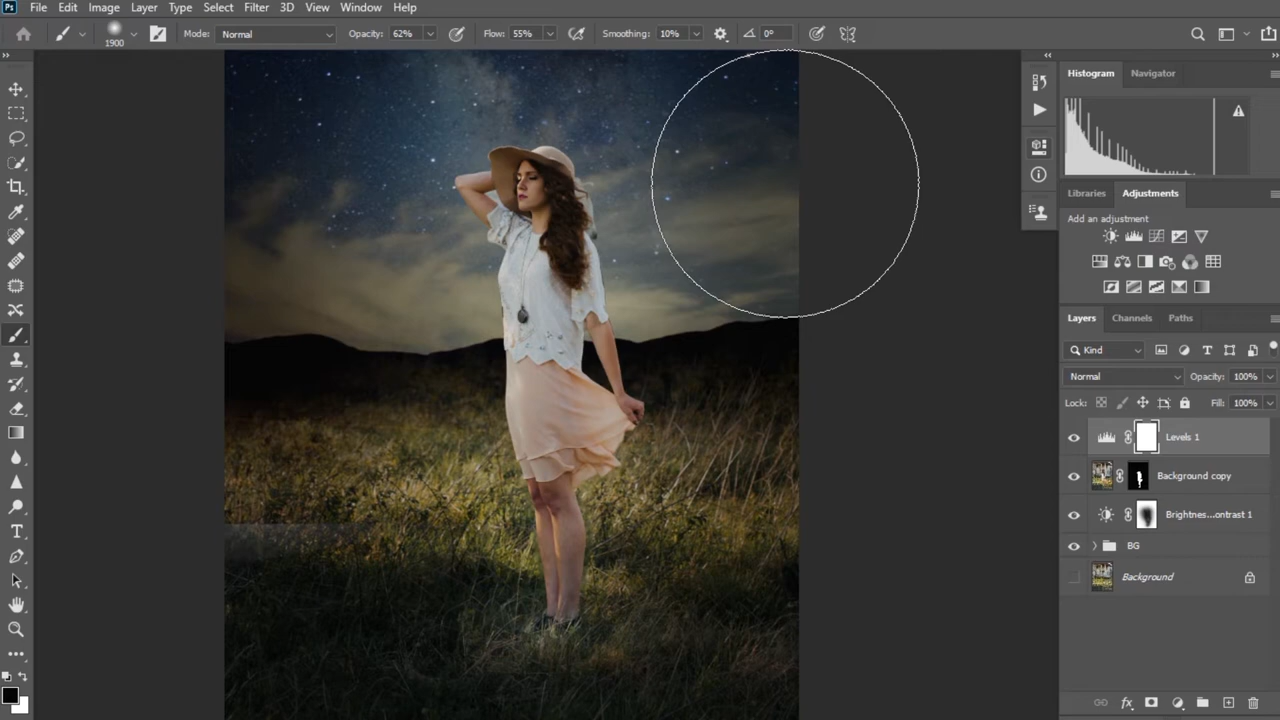 Ps File Edit Image Layer Type Select Filter 3D View Window Help
1900 Mode: Normal Opacity: 62% Flow: 55% Smoothing: 10% 0°
Histogram Navigator
Libraries Adjustments
Add an adjustment
Layers Channels Paths
Kind
Normal Opacity: 100%
Lock: Fill: 100%
Levels 1
Background copy
Brightnes...ontrast 1
BG
Background